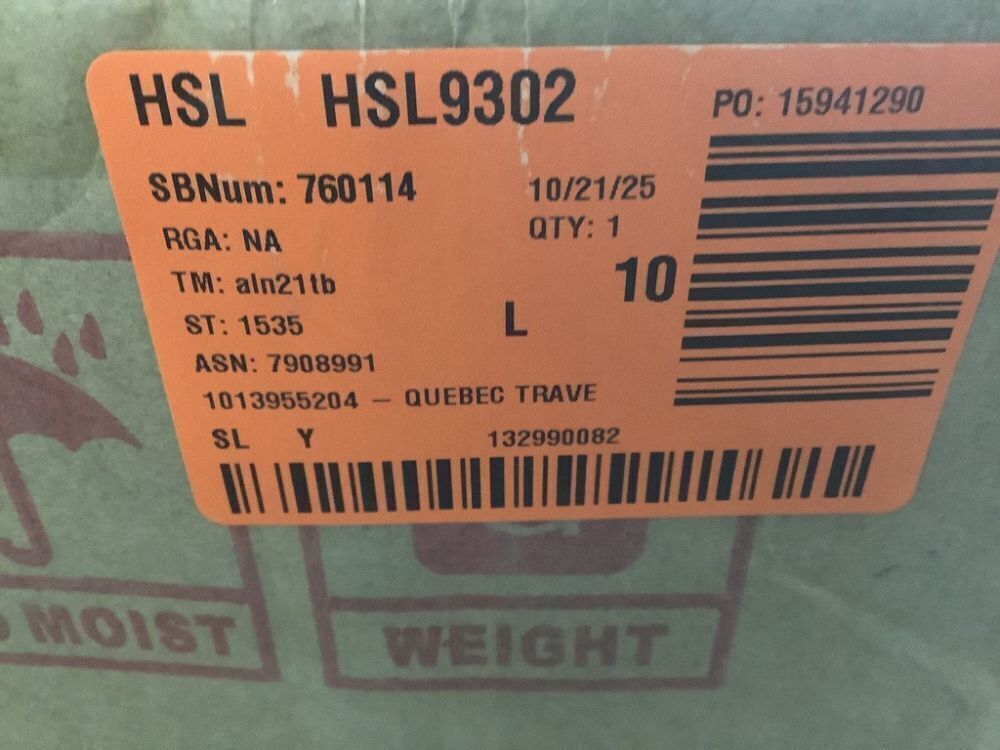 HSL HSL9302 PO: 15941290
SBNum: 760114 10/21/25
RGA: NA QTY: 1
TM: aln21tb 10
ST: 1535 L
ASN: 7908991
1013955204 – QUEBEC TRAVE
SL Y 132990082
MOIST WEIGHT